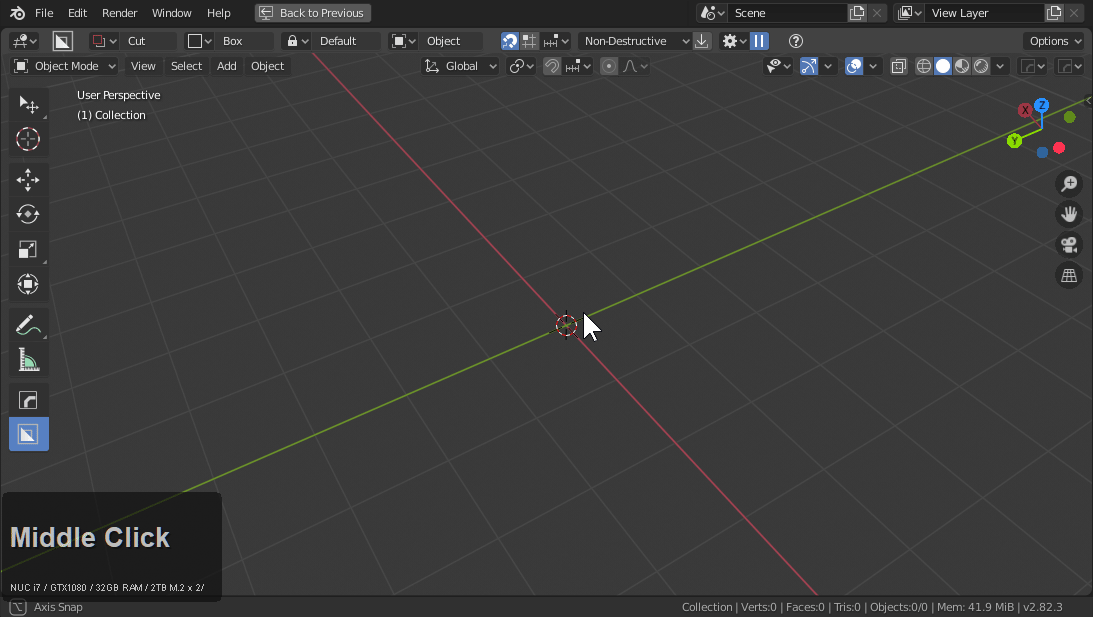 File Edit Render Window Help Back to Previous Scene View Layer
Cut Box Default Object Non-Destructive Options
Object Mode View Select Add Object Global
User Perspective
(1) Collection
X Z
Y
Middle Click
NUC i7 / GTX1080 / 32GB RAM / 2TB M.2 x 2/
Axis Snap Collection | Verts:0 | Faces:0 | Tris:0 | Objects:0/0 | Mem: 41.9 MiB | v2.82.3